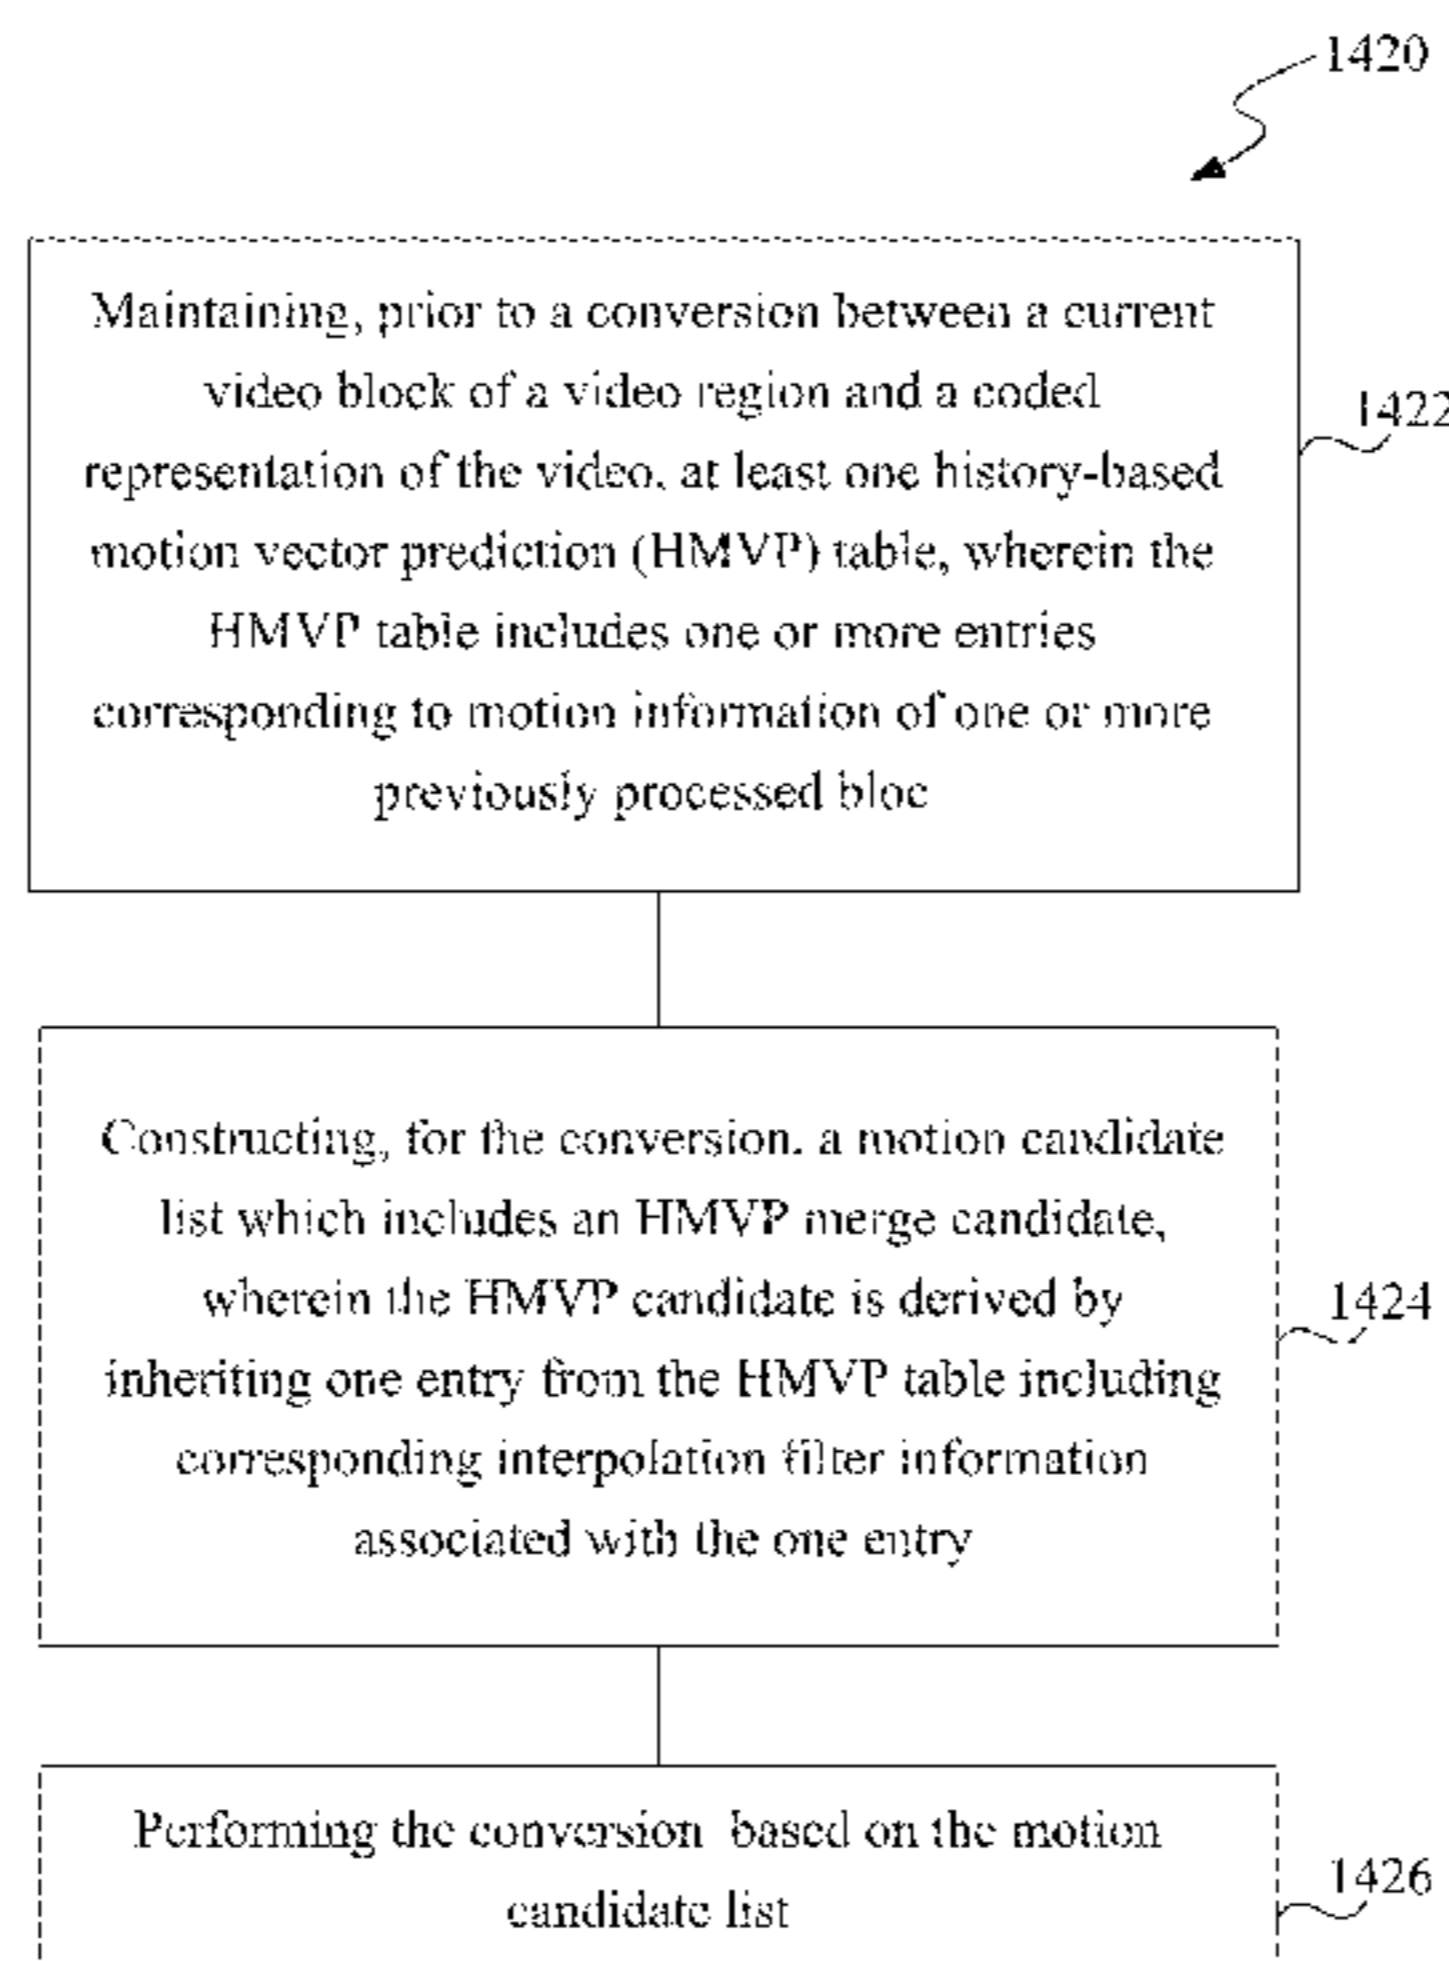 1420
Maintaining, prior to a conversion between a current
video block of a video region and a coded
1422
representation of the video, at least one history-based
motion vector prediction (HMVP) table, wherein the
HMVP table includes one or more entries
corresponding to motion information of one or more
previously processed bloc
Constructing, for the conversion, a motion candidate
list which includes an HMVP merge candidate,
wherein the HMVP candidate is derived by
1424
inheriting one entry from the HMVP table including
corresponding interpolation filter information
associated with the one entry
Performing the conversion based on the motion
1426
candidate list